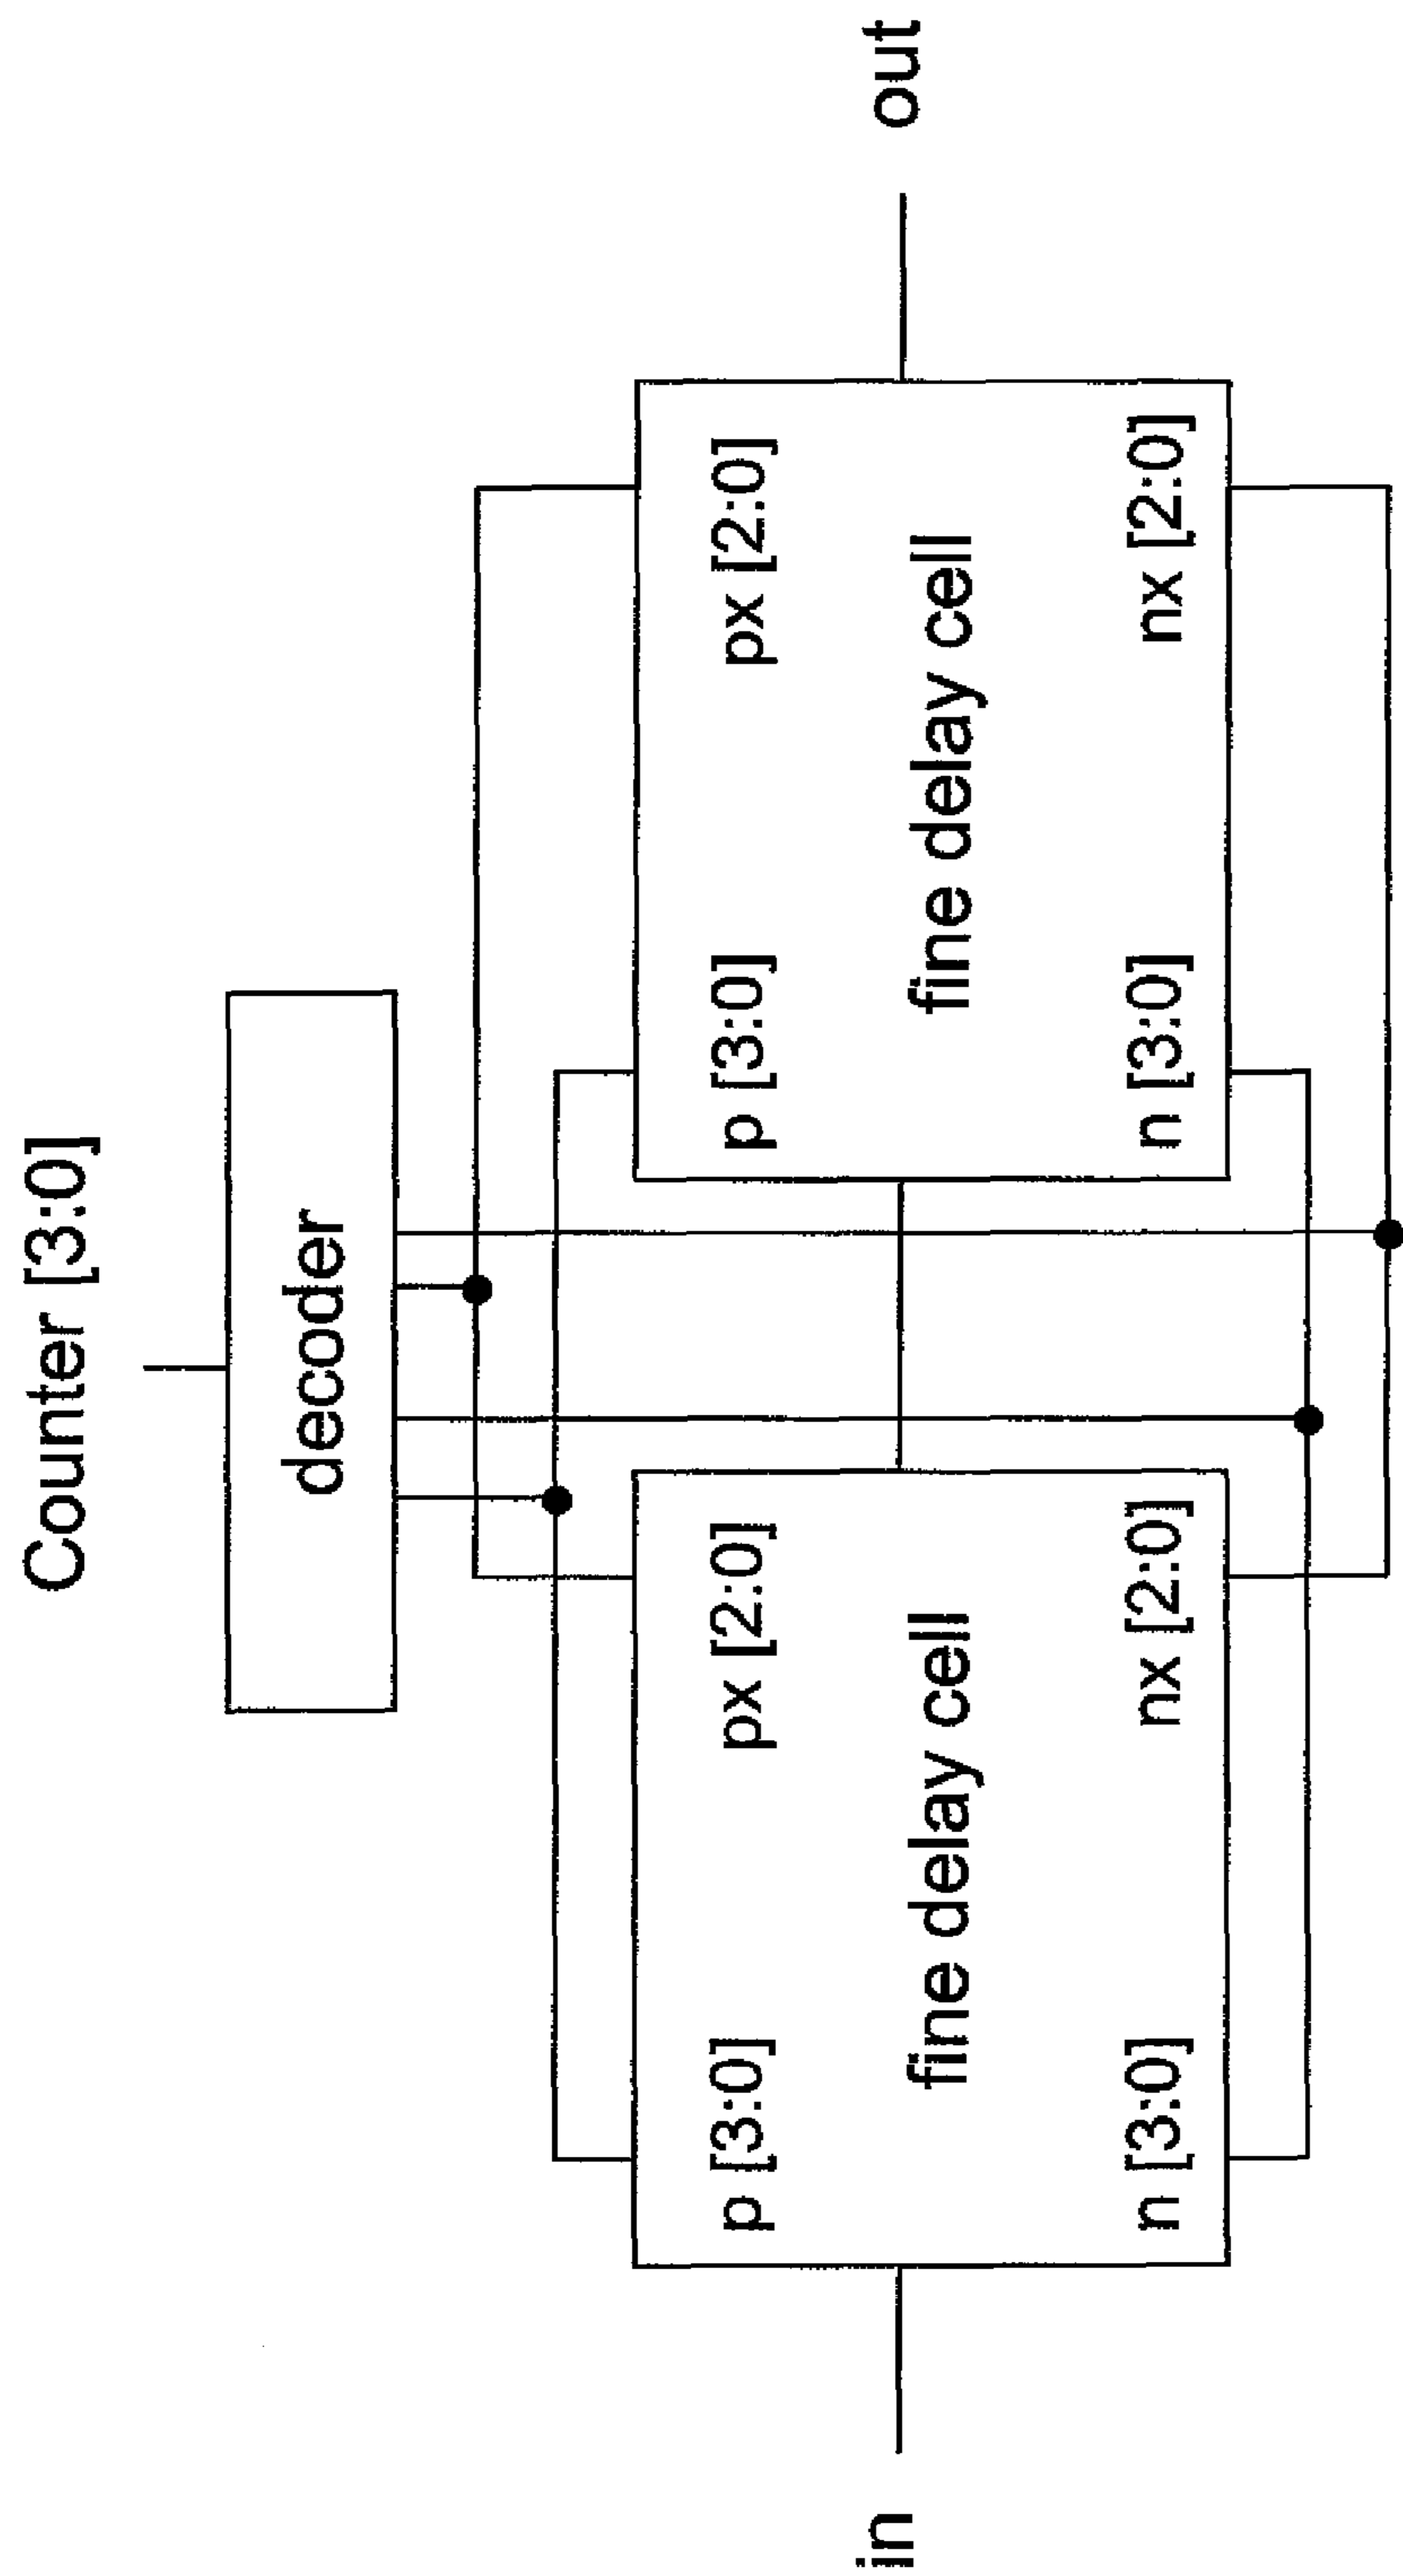 Counter [3:0]
decoder
p [3:0]
px [2:0]
fine delay cell
n [3:0]
nx [2:0]
p [3:0]
px [2:0]
fine delay cell
n [3:0]
nx [2:0]
in
out